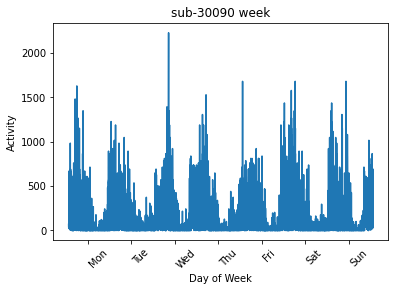 sub-30090 week
2000
1500
1000
500
0
Activity
Mon Tue Wed Thu Fri Sat Sun
Day of Week